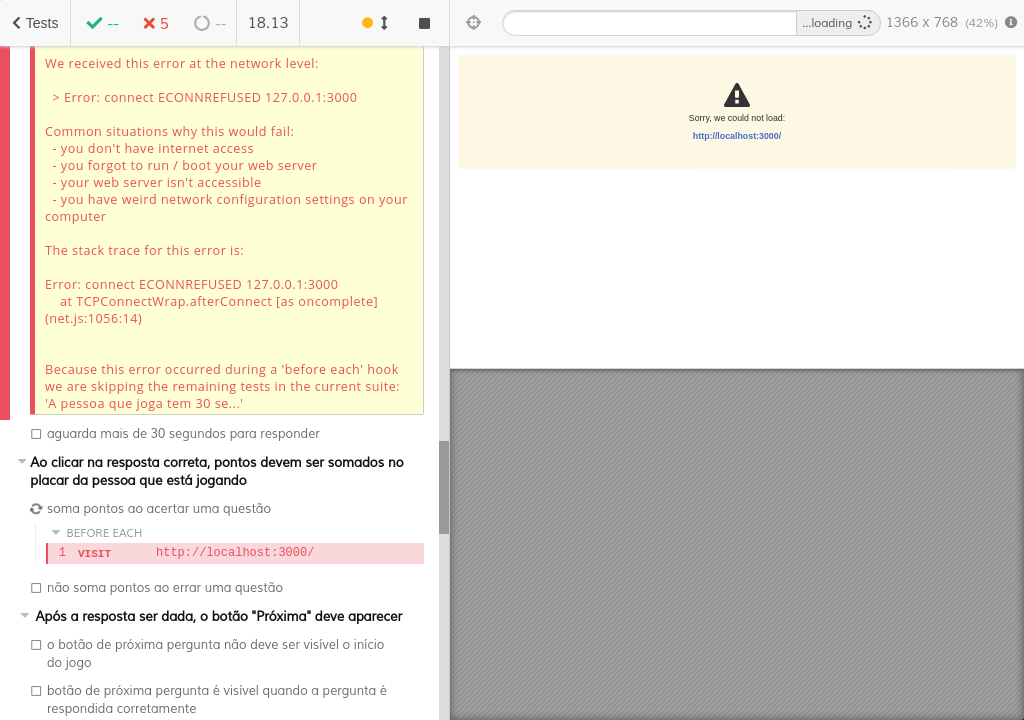 Tests
--
5
--
18.13
...loading
1366 x 768 (42%)
We received this error at the network level:
> Error: connect ECONNREFUSED 127.0.0.1:3000
Common situations why this would fail:
- you don't have internet access
- you forgot to run / boot your web server
- your web server isn't accessible
- you have weird network configuration settings on your
computer
The stack trace for this error is:
Error: connect ECONNREFUSED 127.0.0.1:3000
at TCPConnectWrap.afterConnect [as oncomplete]
(net.js:1056:14)
Because this error occurred during a 'before each' hook
we are skipping the remaining tests in the current suite:
'A pessoa que joga tem 30 se...'
aguarda mais de 30 segundos para responder
Ao clicar na resposta correta, pontos devem ser somados no
placar da pessoa que está jogando
soma pontos ao acertar uma questão
BEFORE EACH
1 VISIT http://localhost:3000/
não soma pontos ao errar uma questão
Após a resposta ser dada, o botão "Próxima" deve aparecer
o botão de próxima pergunta não deve ser visível o início
do jogo
botão de próxima pergunta é visível quando a pergunta é
respondida corretamente
Sorry, we could not load:
http://localhost:3000/